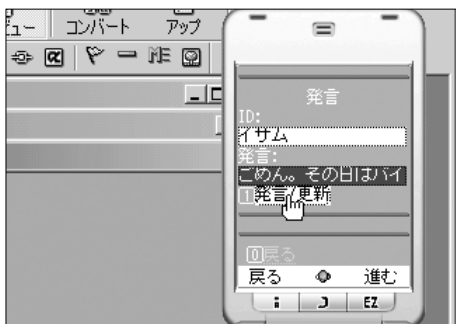 ュー コンバート アップ
発言
ID:
イサム
発言:
ごめん。その日はバイ
1 発言/更新
0 戻る
戻る 進む
EZ